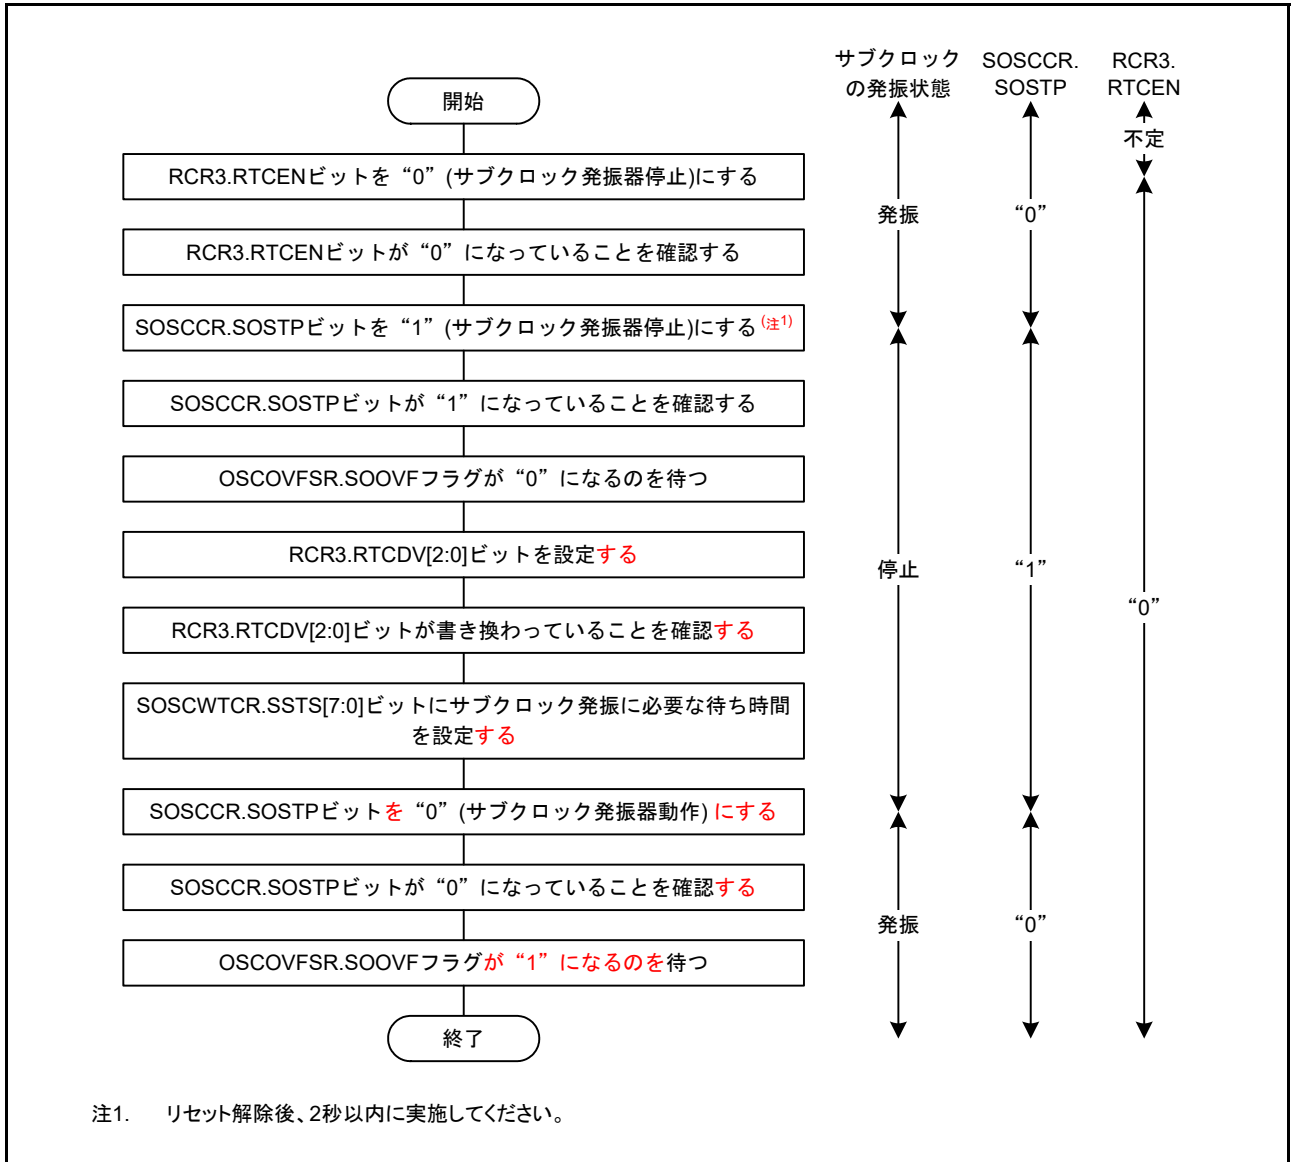 サブクロック
の発振状態
SOSCCR.
SOSTP
RCR3.
RTCEN
開始
不定
RCR3.RTCENビットを“0”(サブクロック発振器停止)にする
発振
“0”
RCR3.RTCENビットが“0”になっていることを確認する
SOSCCR.SOSTPビットを“1”(サブクロック発振器停止)にする(注1)
SOSCCR.SOSTPビットが“1”になっていることを確認する
OSCOVFSR.SOOVFフラグが“0”になるのを待つ
RCR3.RTCDV[2:0]ビットを設定する
停止
“1”
“0”
RCR3.RTCDV[2:0]ビットが書き換わっていることを確認する
SOSCWTCR.SSTS[7:0]ビットにサブクロック発振に必要な待ち時間
を設定する
SOSCCR.SOSTPビットを“0”(サブクロック発振器動作)にする
SOSCCR.SOSTPビットが“0”になっていることを確認する
発振
“0”
OSCOVFSR.SOOVFフラグが“1”になるのを待つ
終了
注1. リセット解除後、2秒以内に実施してください。